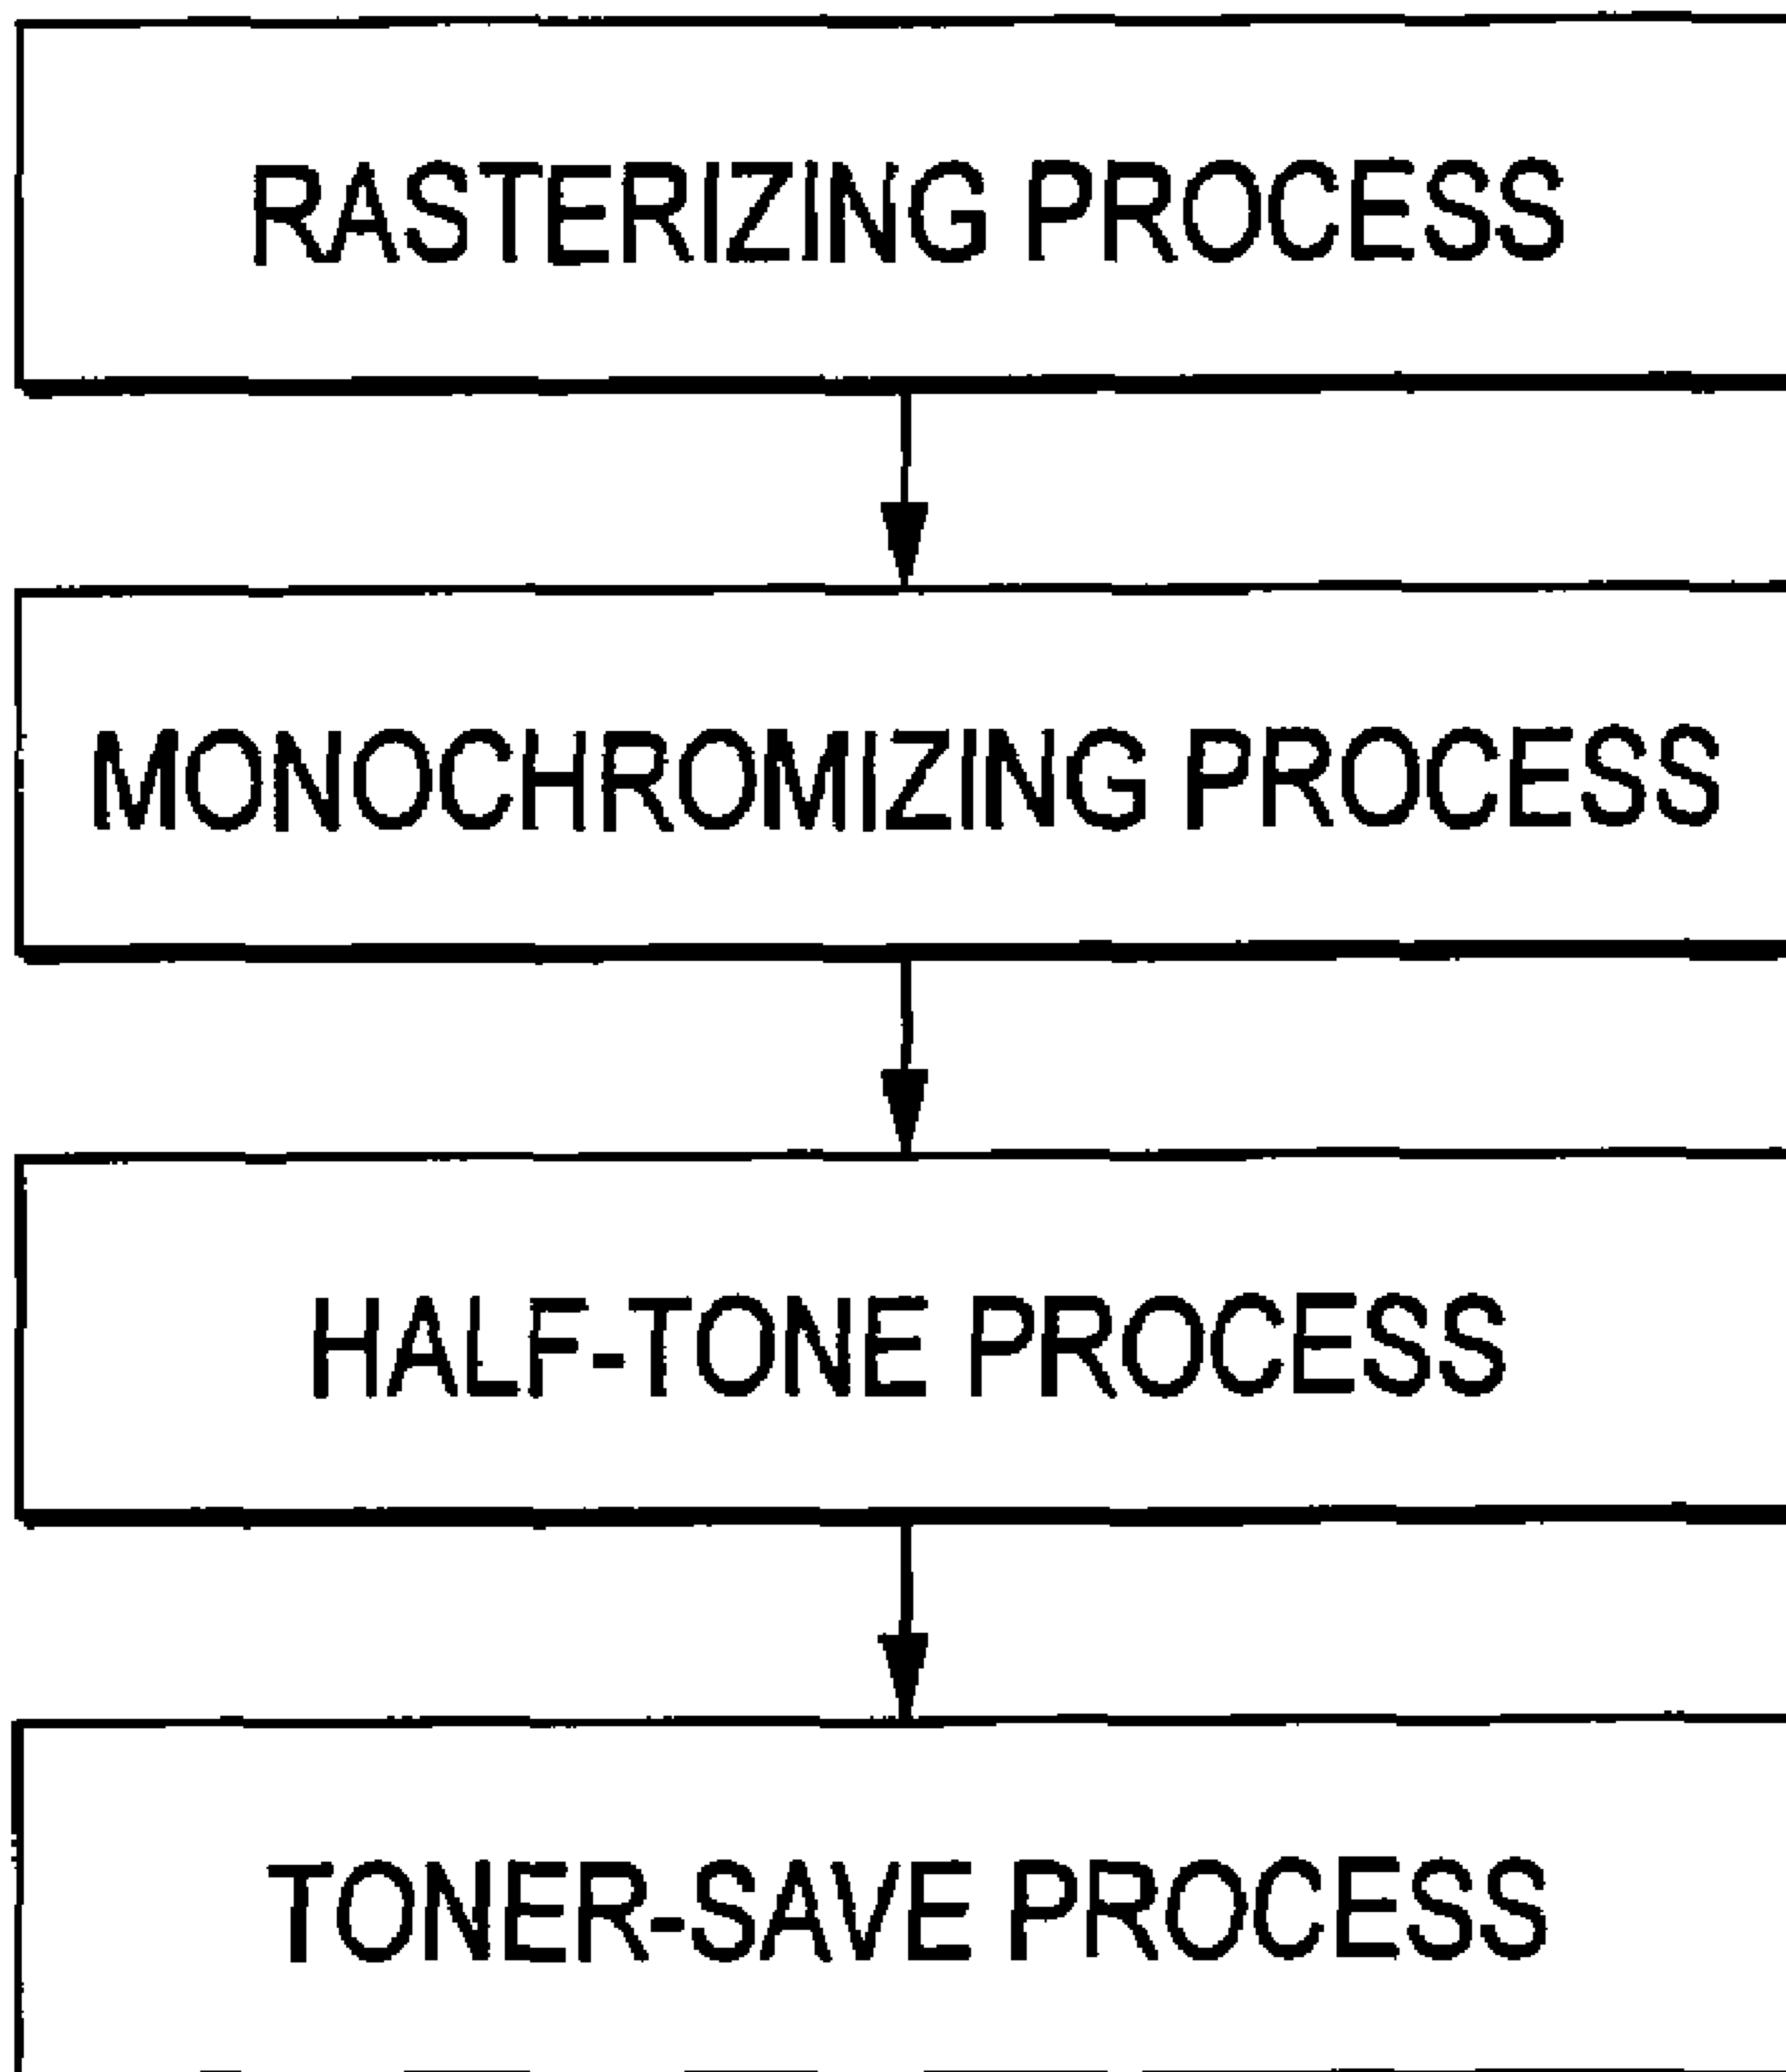 RASTERIZING PROCESS
MONOCHROMIZING PROCESS
HALF-TONE PROCESS
TONER-SAVE PROCESS